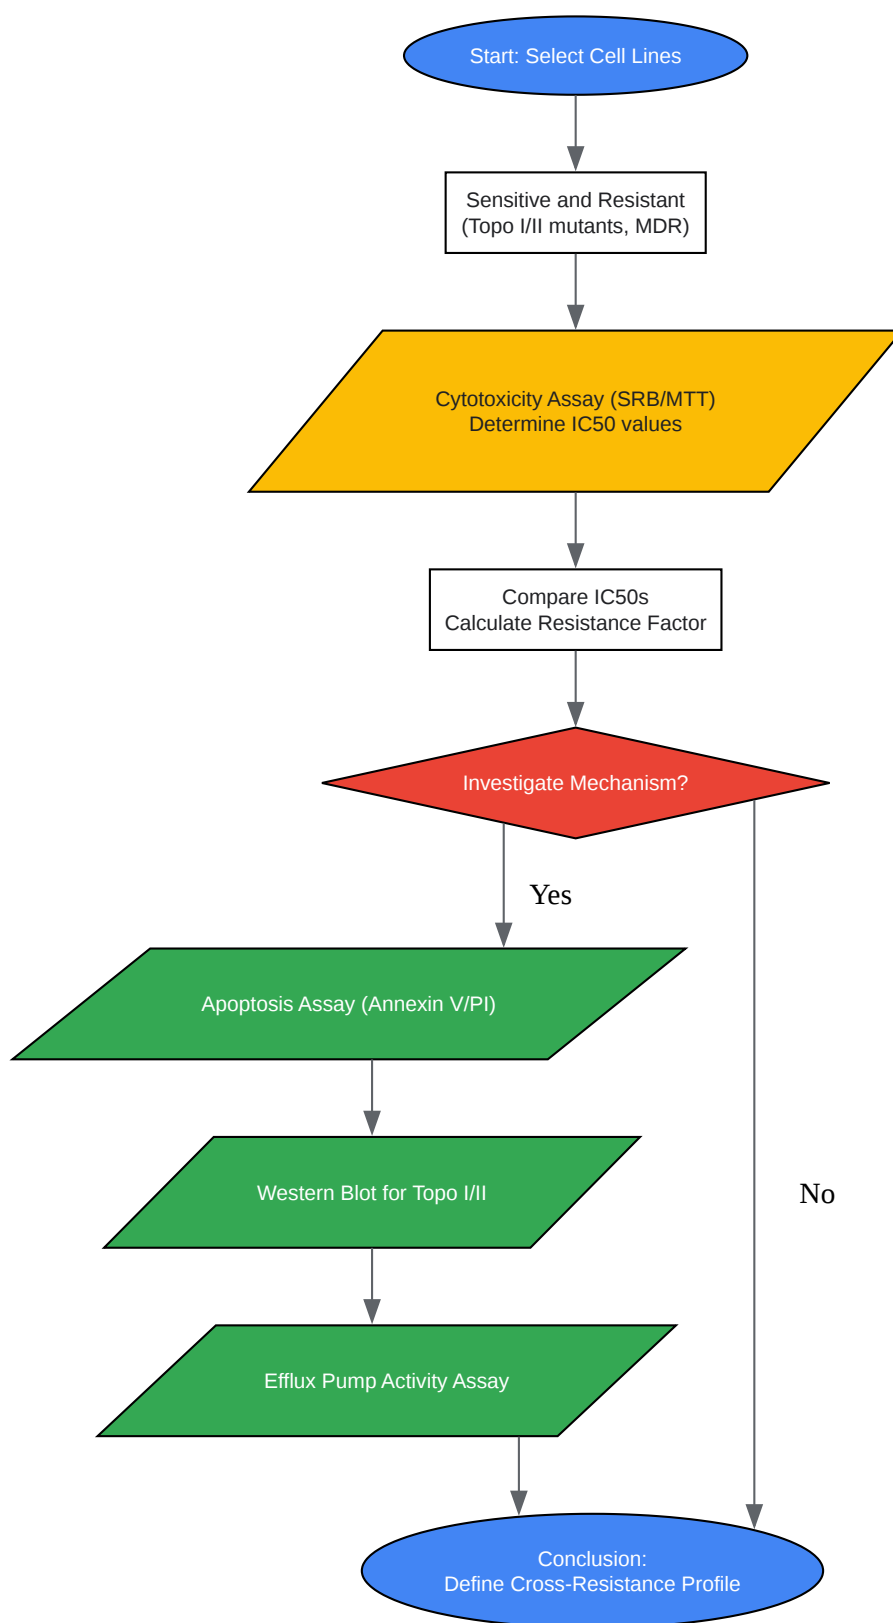 Start: Select Cell Lines
Sensitive and Resistant
(Topo I/II mutants, MDR)
Cytotoxicity Assay (SRB/MTT)
Determine IC50 values
Compare IC50s
Calculate Resistance Factor
Investigate Mechanism?
Yes
Apoptosis Assay (Annexin V/PI)
Western Blot for Topo I/II
No
Efflux Pump Activity Assay
Conclusion:
Define Cross-Resistance Profile